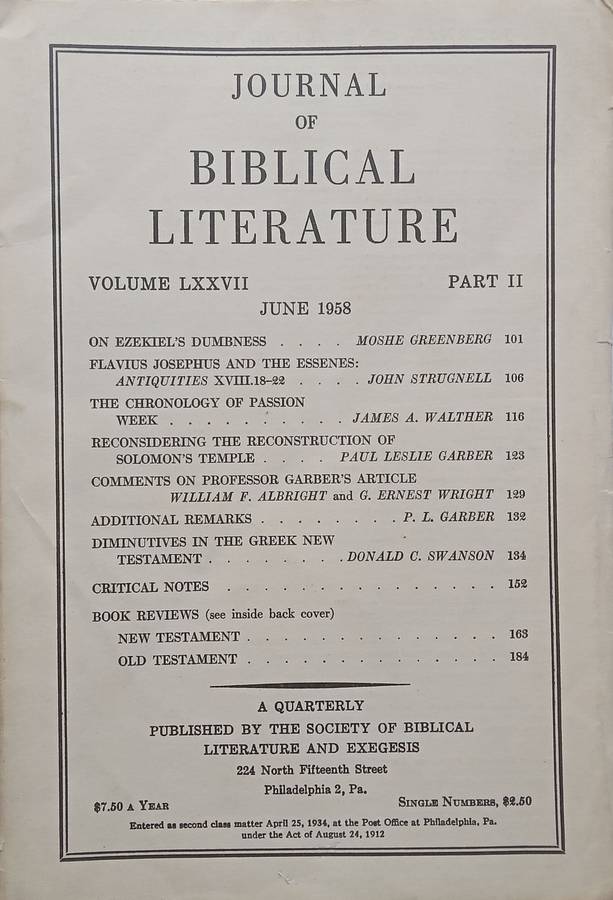 JOURNAL
OF
BIBLICAL
LITERATURE
VOLUME LXXVII PART II
JUNE 1958
ON EZEKIEL'S DUMBNESS . . . . MOSHE GREENBERG 101
FLAVIUS JOSEPHUS AND THE ESSENES:
ANTIQUITIES XVIII.18–22 . . . . JOHN STRUGNELL 106
THE CHRONOLOGY OF PASSION
WEEK . . . . . . . . . . JAMES A. WALTHER 116
RECONSIDERING THE RECONSTRUCTION OF
SOLOMON'S TEMPLE . . . . PAUL LESLIE GARBER 123
COMMENTS ON PROFESSOR GARBER'S ARTICLE
WILLIAM F. ALBRIGHT and G. ERNEST WRIGHT 129
ADDITIONAL REMARKS . . . . . . . . P. L. GARBER 132
DIMINUTIVES IN THE GREEK NEW
TESTAMENT . . . . . . . . DONALD C. SWANSON 134
CRITICAL NOTES . . . . . . . . . . . . . . . 152
BOOK REVIEWS (see inside back cover)
NEW TESTAMENT . . . . . . . . . . . . . . 163
OLD TESTAMENT . . . . . . . . . . . . . . 184
A QUARTERLY
PUBLISHED BY THE SOCIETY OF BIBLICAL
LITERATURE AND EXEGESIS
224 North Fifteenth Street
Philadelphia 2, Pa.
$7.50 A YEAR SINGLE NUMBERS, $2.50
Entered as second class matter April 25, 1934, at the Post Office at Philadelphia, Pa.
under the Act of August 24, 1912